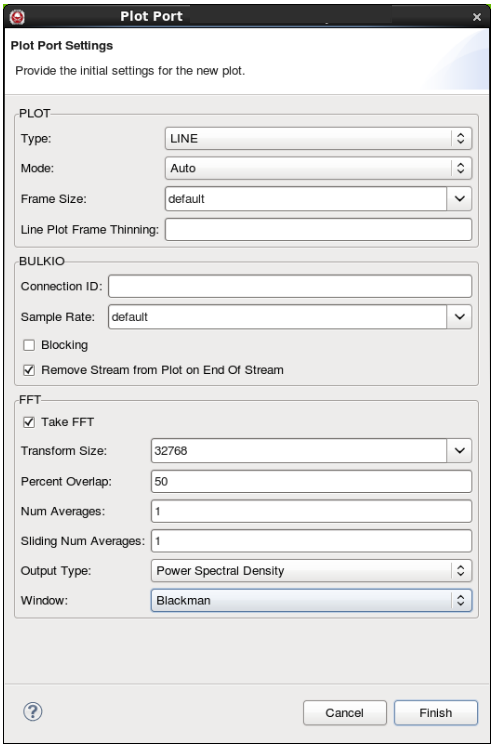 Plot Port
Plot Port Settings
Provide the initial settings for the new plot.
PLOT
Type: LINE
Mode: Auto
Frame Size: default
Line Plot Frame Thinning:
BULKIO
Connection ID:
Sample Rate: default
Blocking
Remove Stream from Plot on End Of Stream
FFT
Take FFT
Transform Size: 32768
Percent Overlap: 50
Num Averages: 1
Sliding Num Averages: 1
Output Type: Power Spectral Density
Window: Blackman
? Cancel Finish